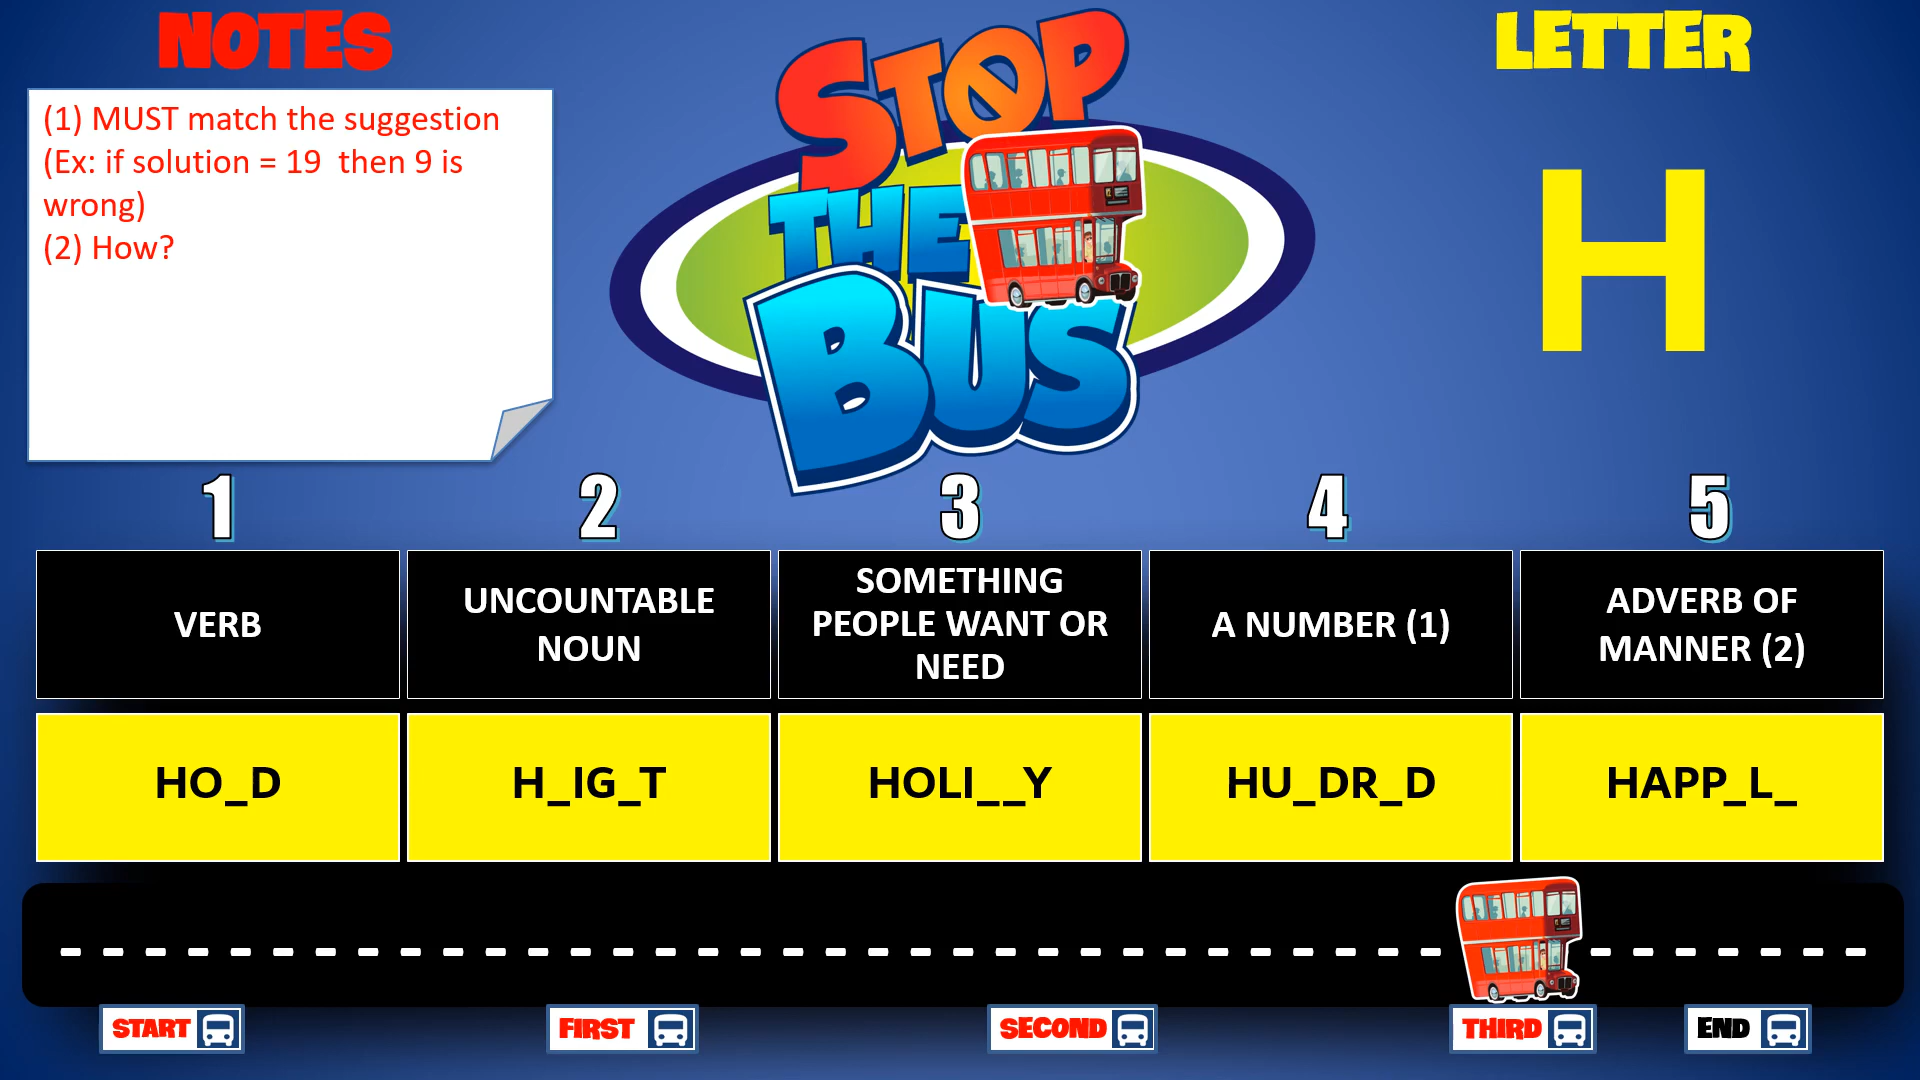 NOTES
LETTER
(1) MUST match the suggestion
(Ex: if solution = 19  then 9 is
wrong)
(2) How?
STOP
THE
BUS
H
1
2
3
4
5
VERB
UNCOUNTABLE
NOUN
SOMETHING
PEOPLE WANT OR
NEED
A NUMBER (1)
ADVERB OF
MANNER (2)
HO_D
H_IG_T
HOLI__Y
HU_DR_D
HAPP_L_
START
FIRST
SECOND
THIRD
END